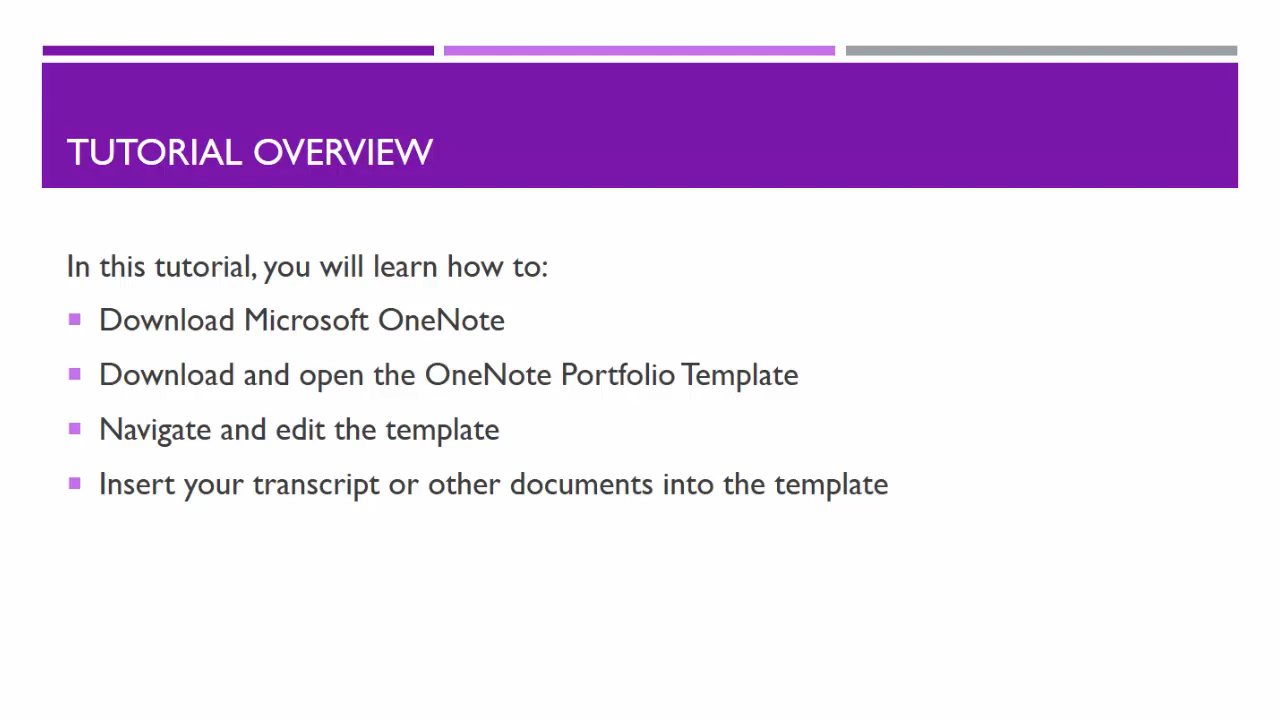 TUTORIAL OVERVIEW
In this tutorial, you will learn how to:
Download Microsoft OneNote
Download and open the OneNote Portfolio Template
Navigate and edit the template
Insert your transcript or other documents into the template